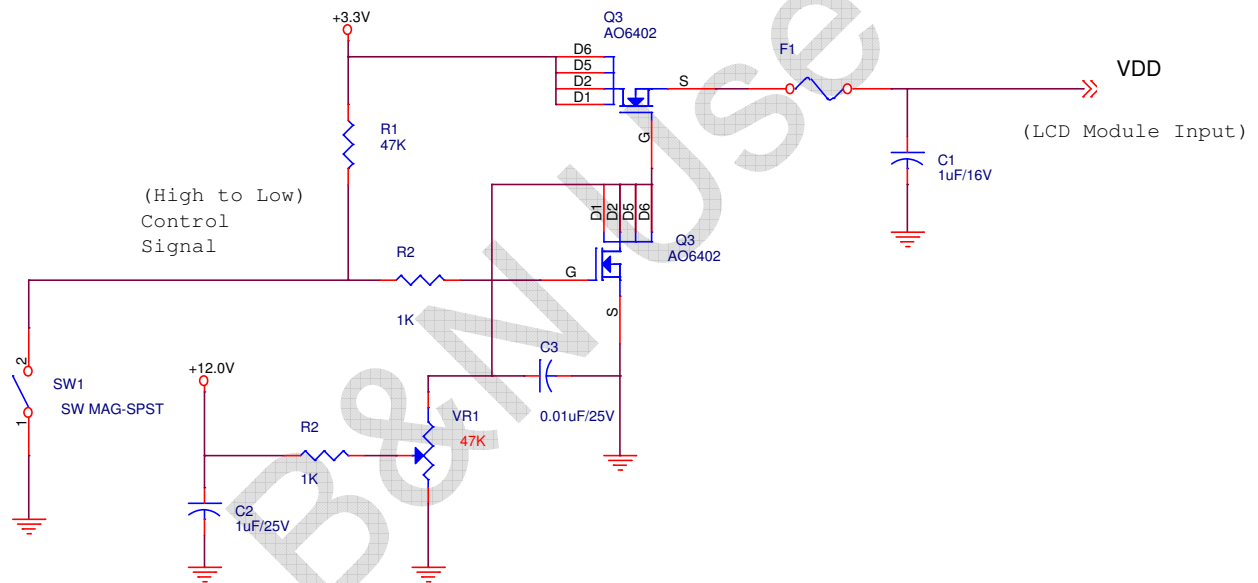 +3.3V
Q3
AO6402
D6
D5
D2
D1
S
G
F1
VDD
(LCD Module Input)
R1
47K
C1
1uF/16V
(High to Low)
Control
Signal
D1
D2
D5
D6
Q3
AO6402
R2
1K
G
S
2
SW1
SW MAG-SPST
1
+12.0V
C3
0.01uF/25V
VR1
47K
R2
1K
C2
1uF/25V
B&N Use